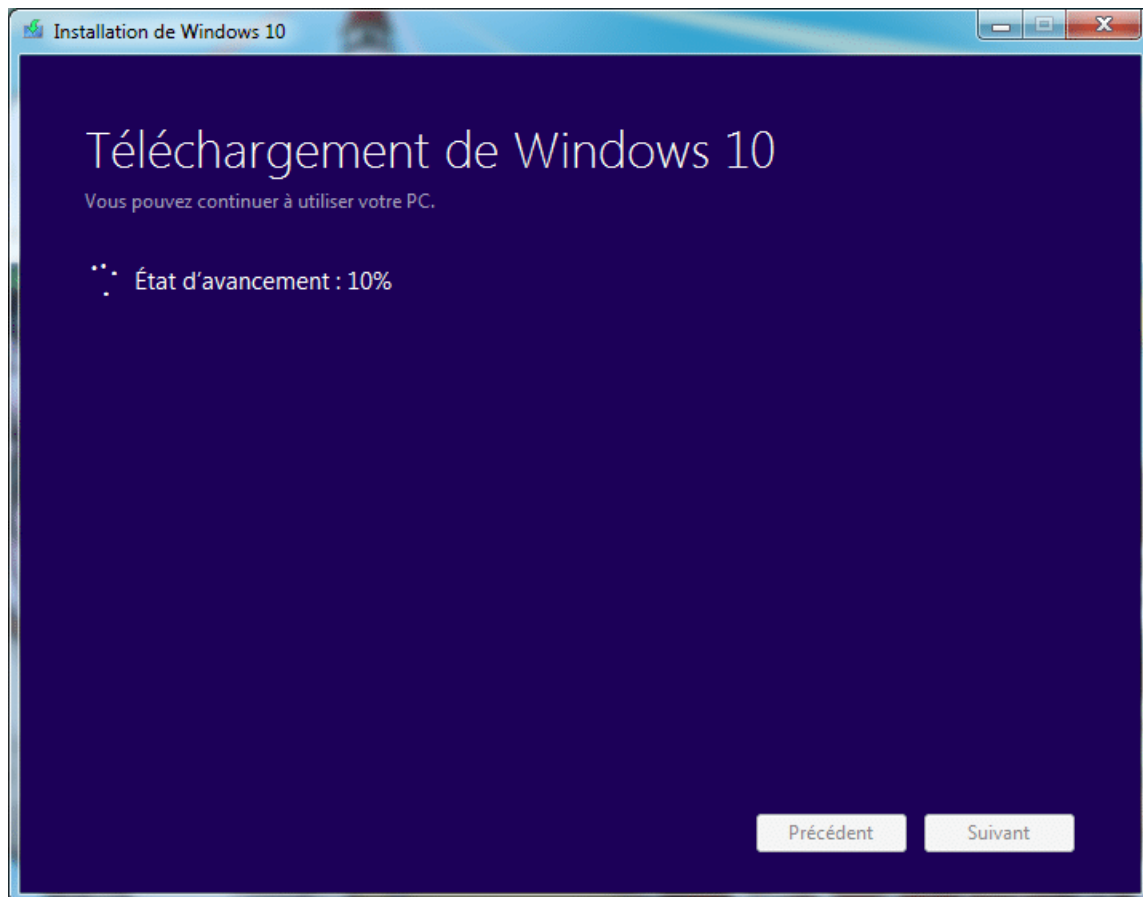 Installation de Windows 10
Téléchargement de Windows 10
Vous pouvez continuer à utiliser votre PC.
État d’avancement : 10%
Précédent
Suivant